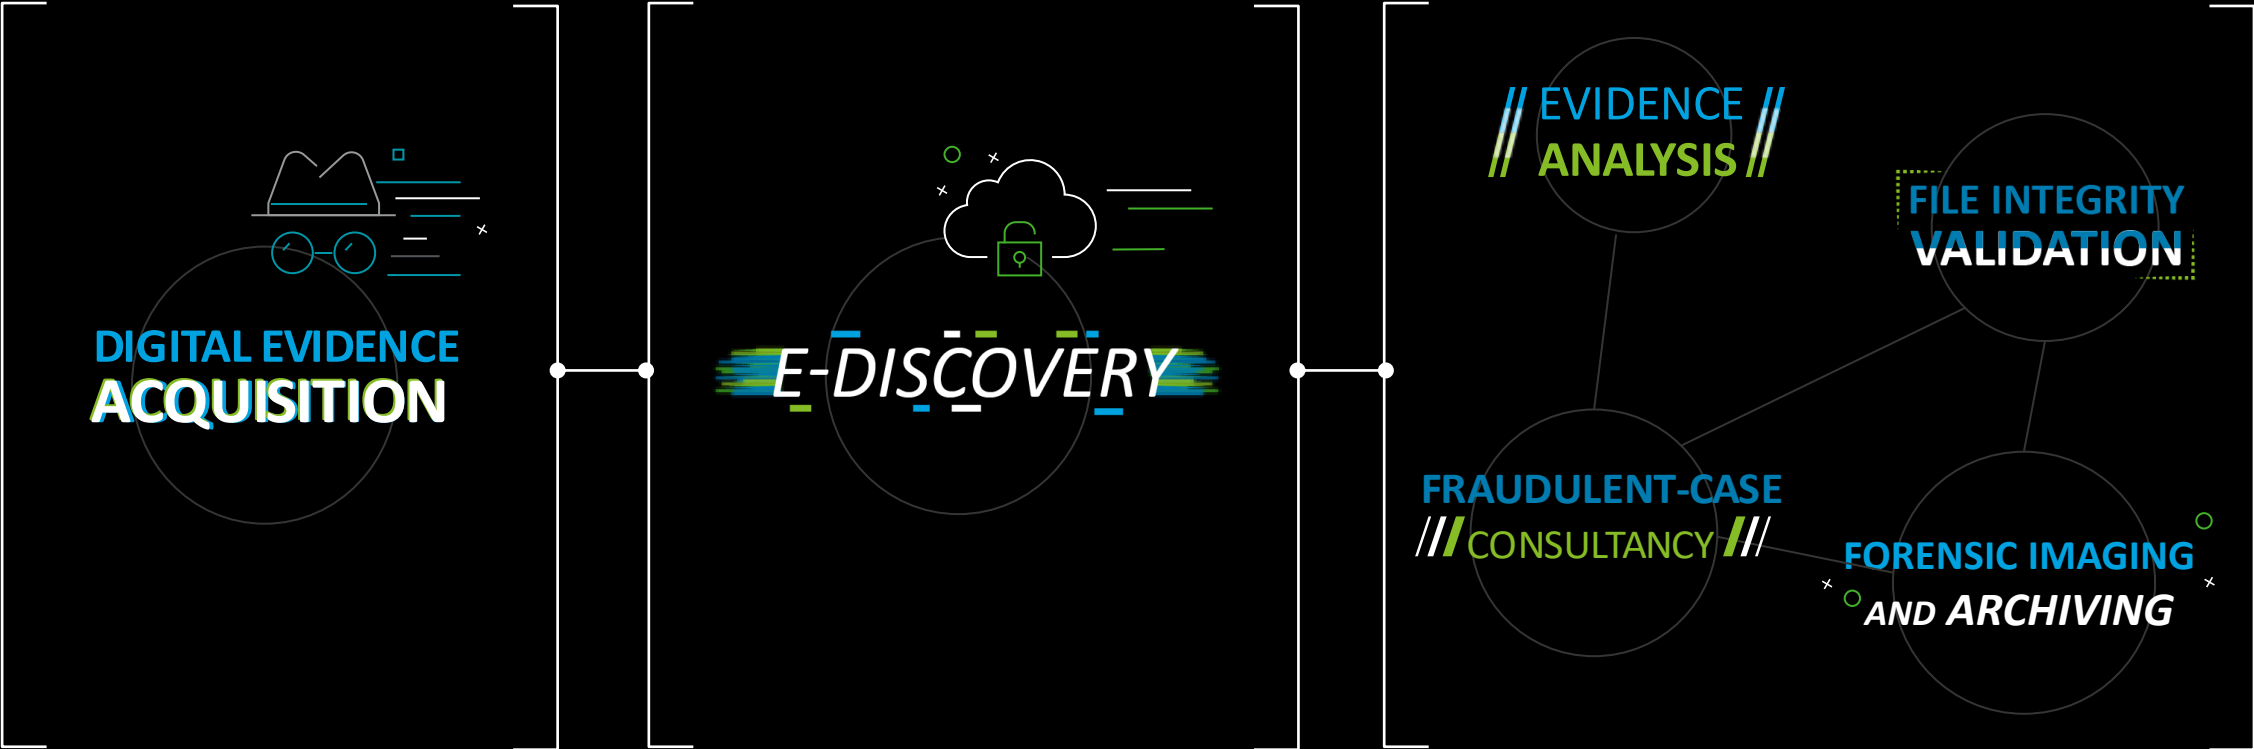 DIGITAL EVIDENCE
ACQUISITION
E-DISCOVERY
EVIDENCE
ANALYSIS
FILE INTEGRITY
VALIDATION
FRAUDULENT-CASE
CONSULTANCY
FORENSIC IMAGING
AND ARCHIVING